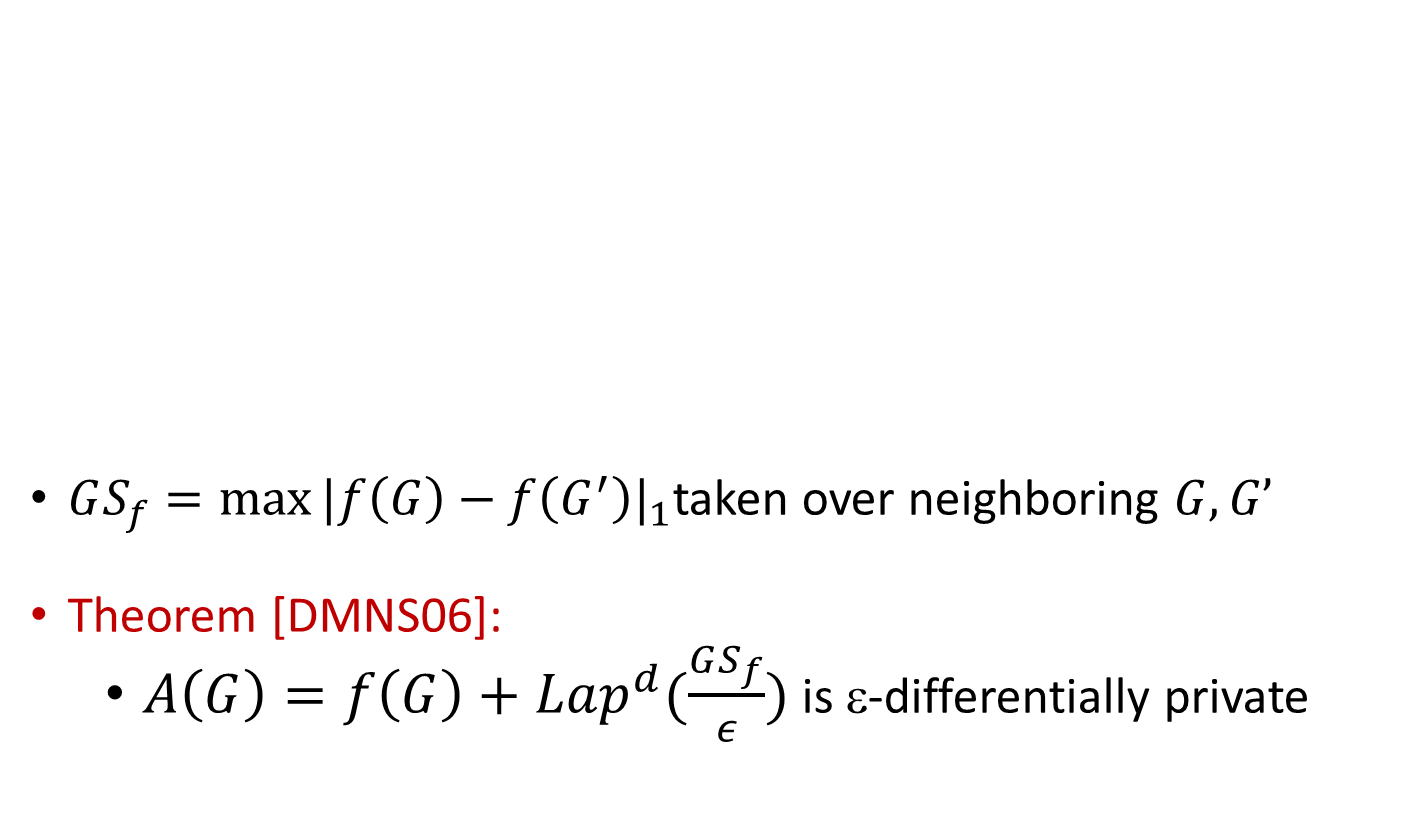 • GS_f = max |f(G) − f(G′)|_1 taken over neighboring G, G’
• Theorem [DMNS06]:
• A(G) = f(G) + Lap^d(GS_f/ϵ) is ε-differentially private